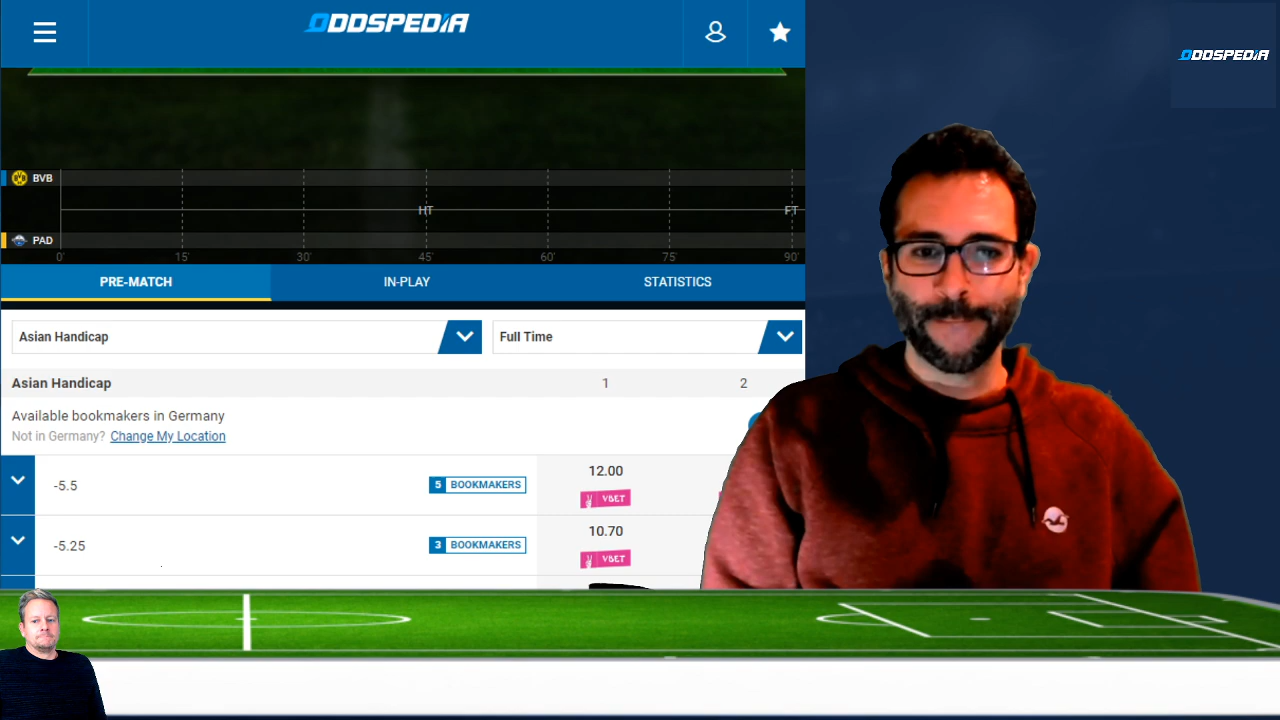 ODDSPEDIA
ODDSPEDIA
BVB
HT
FT
PAD
0' 15' 30' 45' 60' 75' 90'
PRE-MATCH IN-PLAY STATISTICS
Asian Handicap Full Time
Asian Handicap 1 2
Available bookmakers in Germany
Not in Germany? Change My Location
-5.5 5 BOOKMAKERS 12.00
VBET
-5.25 3 BOOKMAKERS 10.70
VBET